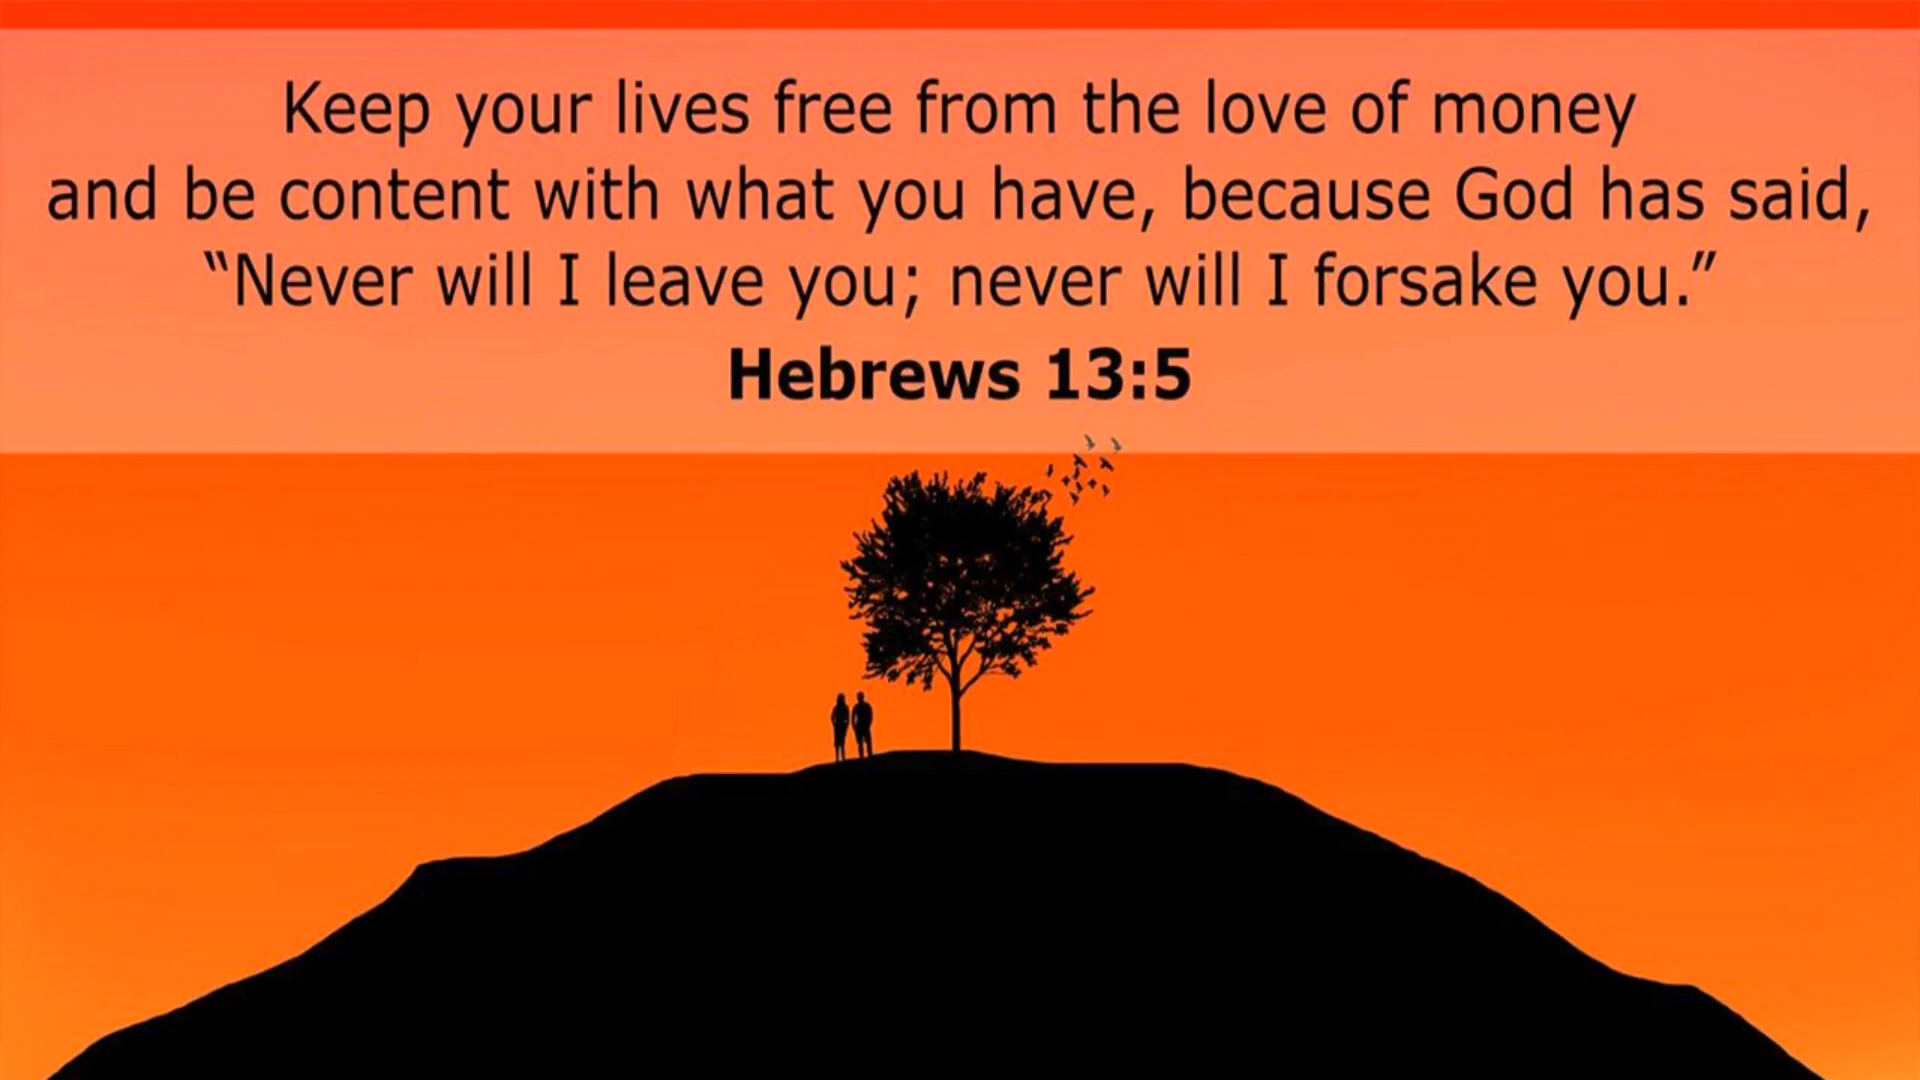 Keep your lives free from the love of money
and be content with what you have, because God has said,
“Never will I leave you; never will I forsake you.”
Hebrews 13:5